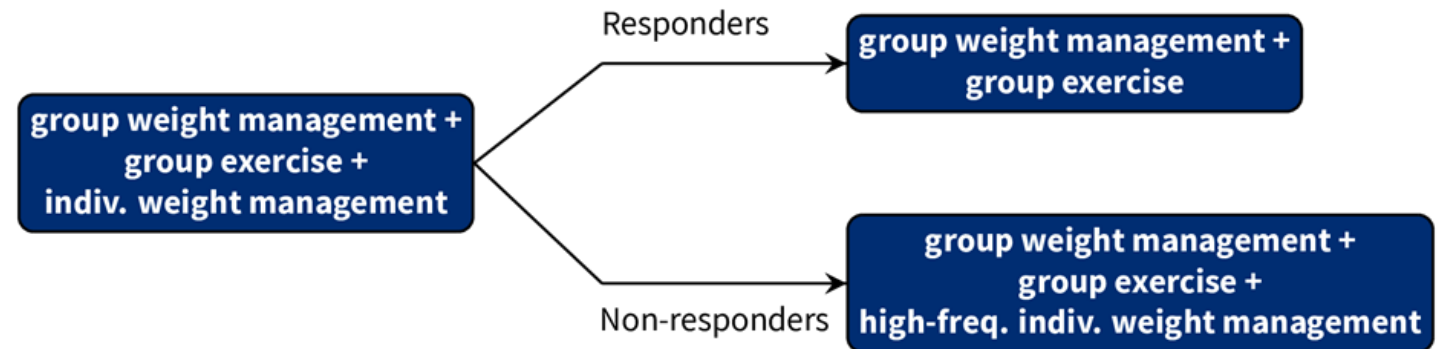 group weight management +
group exercise +
indiv. weight management
Responders
group weight management +
group exercise
Non-responders
group weight management +
group exercise +
high-freq. indiv. weight management